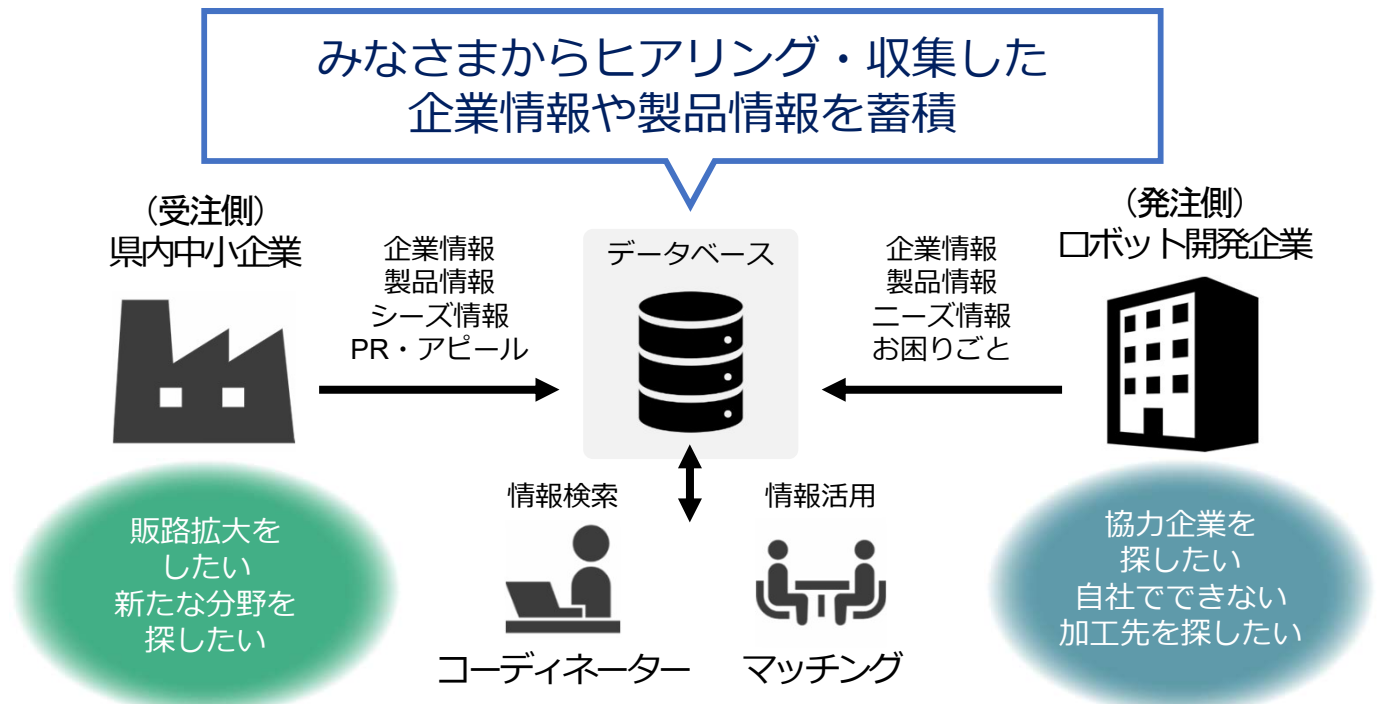 みなさまからヒアリング・収集した
企業情報や製品情報を蓄積
（受注側）
県内中小企業
企業情報
製品情報
シーズ情報
PR・アピール
データベース
企業情報
製品情報
ニーズ情報
お困りごと
（発注側）
ロボット開発企業
販路拡大を
したい
新たな分野を
探したい
情報検索
コーディネーター
情報活用
マッチング
協力企業を
探したい
自社でできない
加工先を探したい